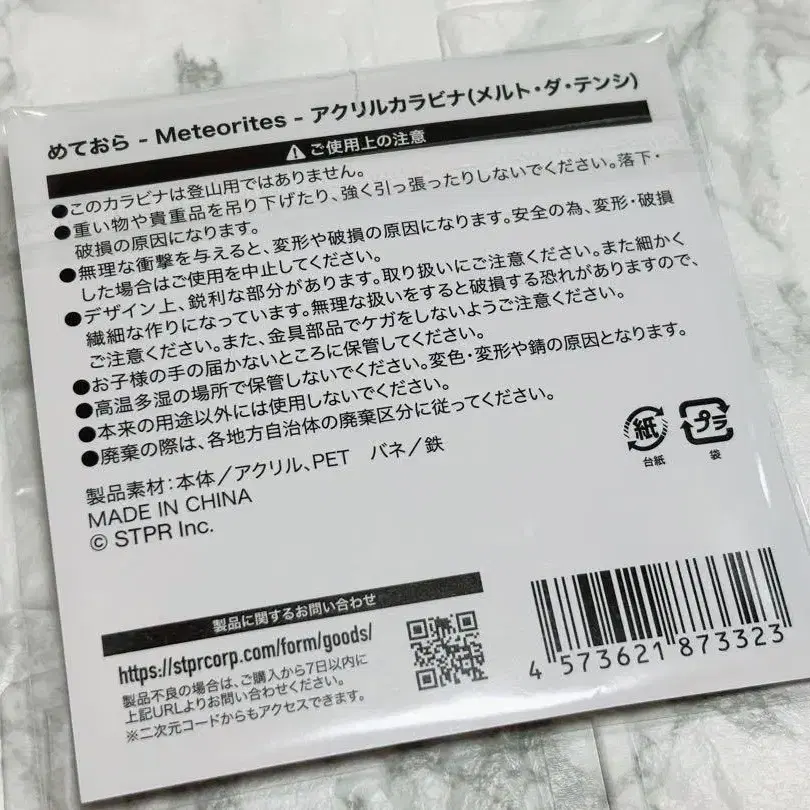 めておら - Meteorites - アクリルカラビナ(メルト・ダ・テンシ)
ご使用上の注意
●このカラビナは登山用ではありません。
●重い物や貴重品を吊り下げたり、強く引っ張ったりしないでください。落下・
破損の原因になります。
●無理な衝撃を与えると、変形や破損の原因になります。安全の為、変形・破損
した場合はご使用を中止してください。
●デザイン上、鋭利な部分があります。取り扱いにご注意ください。また細かく
繊細な作りになっています。無理な扱いをすると破損する恐れがありますので、
ご注意ください。また、金具部品でケガをしないようご注意ください。
●お子様の手の届かないところに保管してください。
●高温多湿の場所で保管しないでください。変色・変形や錆の原因となります。
●本来の用途以外には使用しないでください。
●廃棄の際は、各地方自治体の廃棄区分に従ってください。
紙 プラ
台紙 袋
製品素材：本体／アクリル、PET　バネ／鉄
MADE IN CHINA
© STPR Inc.
製品に関するお問い合わせ
https://stprcorp.com/form/goods/
製品不良の場合は、ご購入から7日以内に
上記URLよりお問い合わせください。
※二次元コードからもアクセスできます。
4 573621 873323